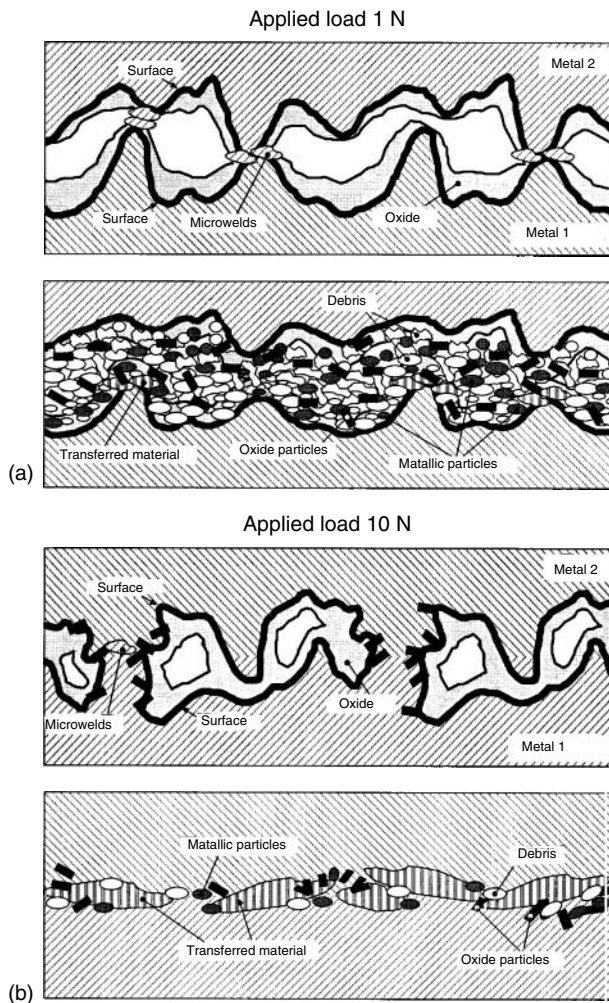 Applied load 1 N
Surface
Metal 2
Surface
Microwelds
Oxide
Metal 1
Debris
Transferred material
Oxide particles
Matallic particles
(a)
Applied load 10 N
Surface
Metal 2
Microwelds
Surface
Oxide
Metal 1
Matallic particles
Debris
Transferred material
Oxide particles
(b)